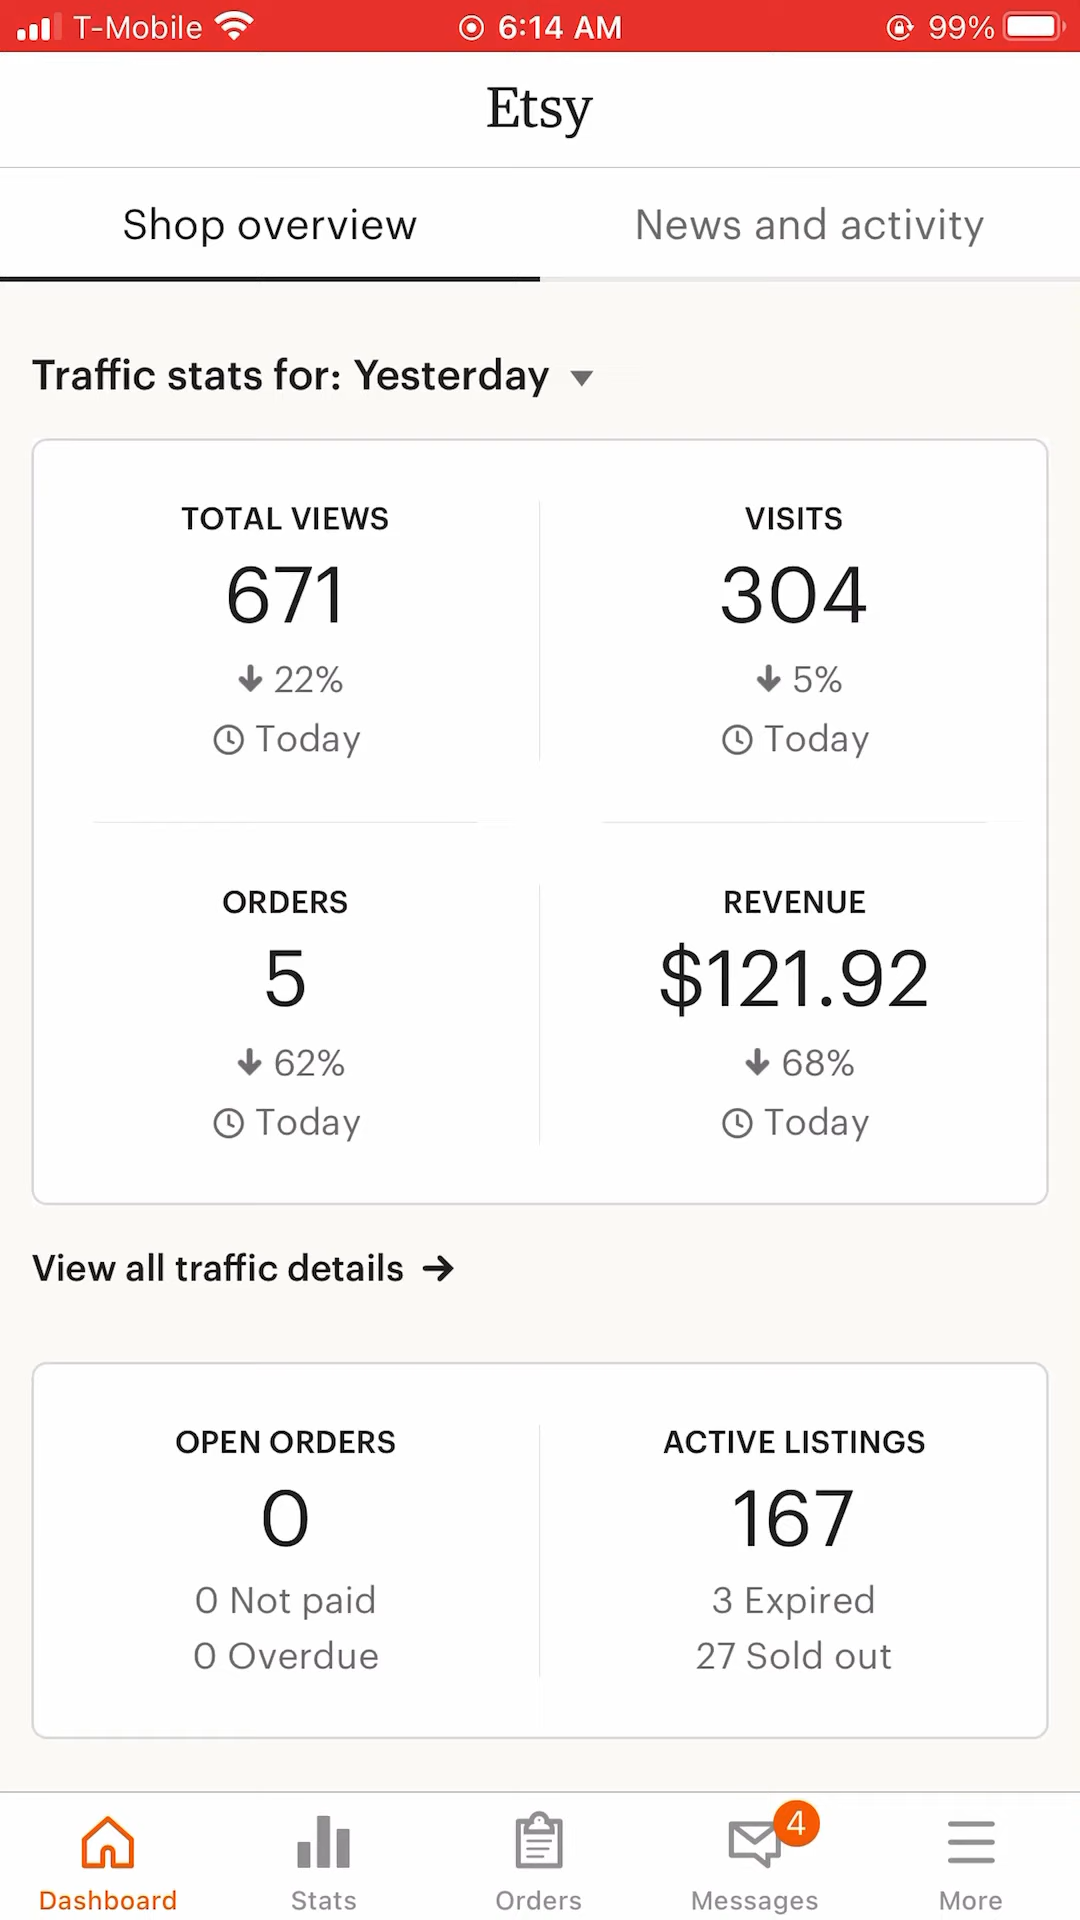 T-Mobile 6:14 AM 99%
Etsy
Shop overview News and activity
Traffic stats for: Yesterday
TOTAL VIEWS VISITS
671 304
22% 5%
Today Today
ORDERS REVENUE
5 $121.92
62% 68%
Today Today
View all traffic details
OPEN ORDERS ACTIVE LISTINGS
0 167
0 Not paid 3 Expired
0 Overdue 27 Sold out
4
Dashboard Stats Orders Messages More